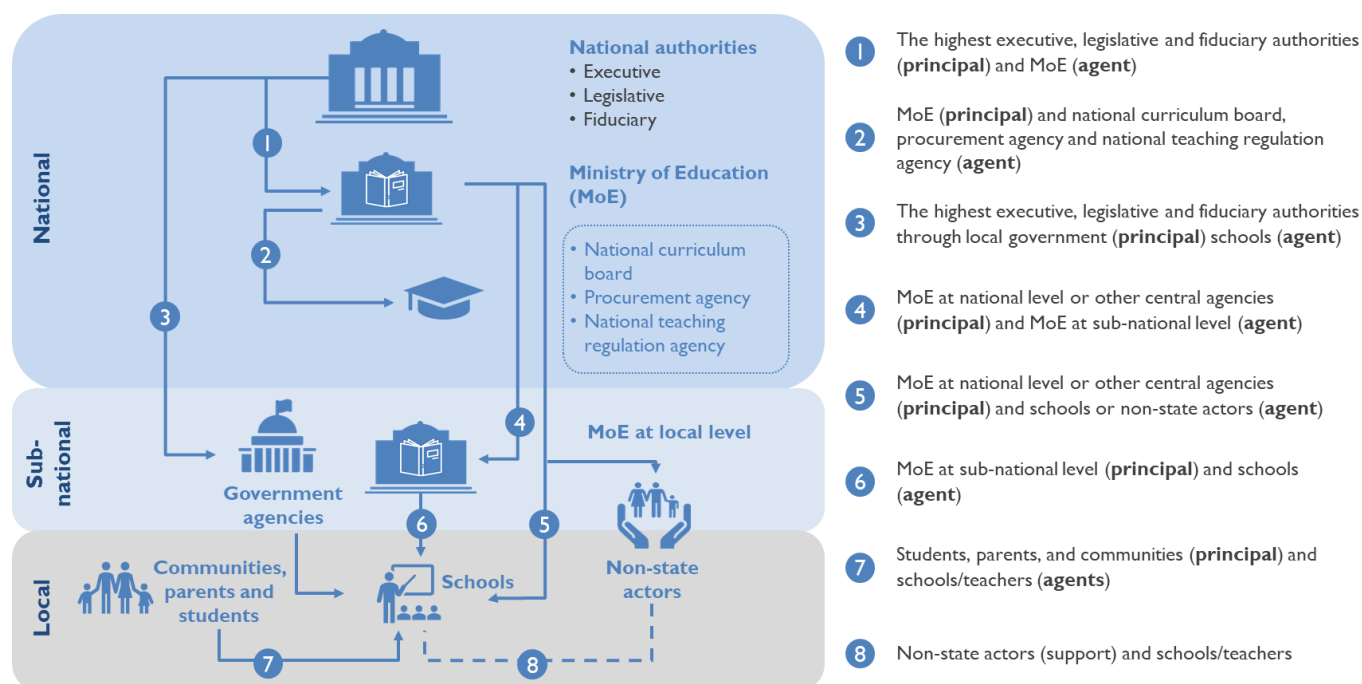 National
National authorities
• Executive
• Legislative
• Fiduciary
1
Ministry of Education
(MoE)
2
• National curriculum
board
• Procurement agency
• National teaching
regulation agency
3
Sub-
national
4
MoE at local level
Government
agencies
6
5
Local
Communities,
parents and
students
Schools
Non-state
actors
7
8
1 The highest executive, legislative and fiduciary authorities
(principal) and MoE (agent)
2 MoE (principal) and national curriculum board,
procurement agency and national teaching regulation
agency (agent)
3 The highest executive, legislative and fiduciary authorities
through local government (principal) schools (agent)
4 MoE at national level or other central agencies
(principal) and MoE at sub-national level (agent)
5 MoE at national level or other central agencies
(principal) and schools or non-state actors (agent)
6 MoE at sub-national level (principal) and schools
(agent)
7 Students, parents, and communities (principal) and
schools/teachers (agents)
8 Non-state actors (support) and schools/teachers